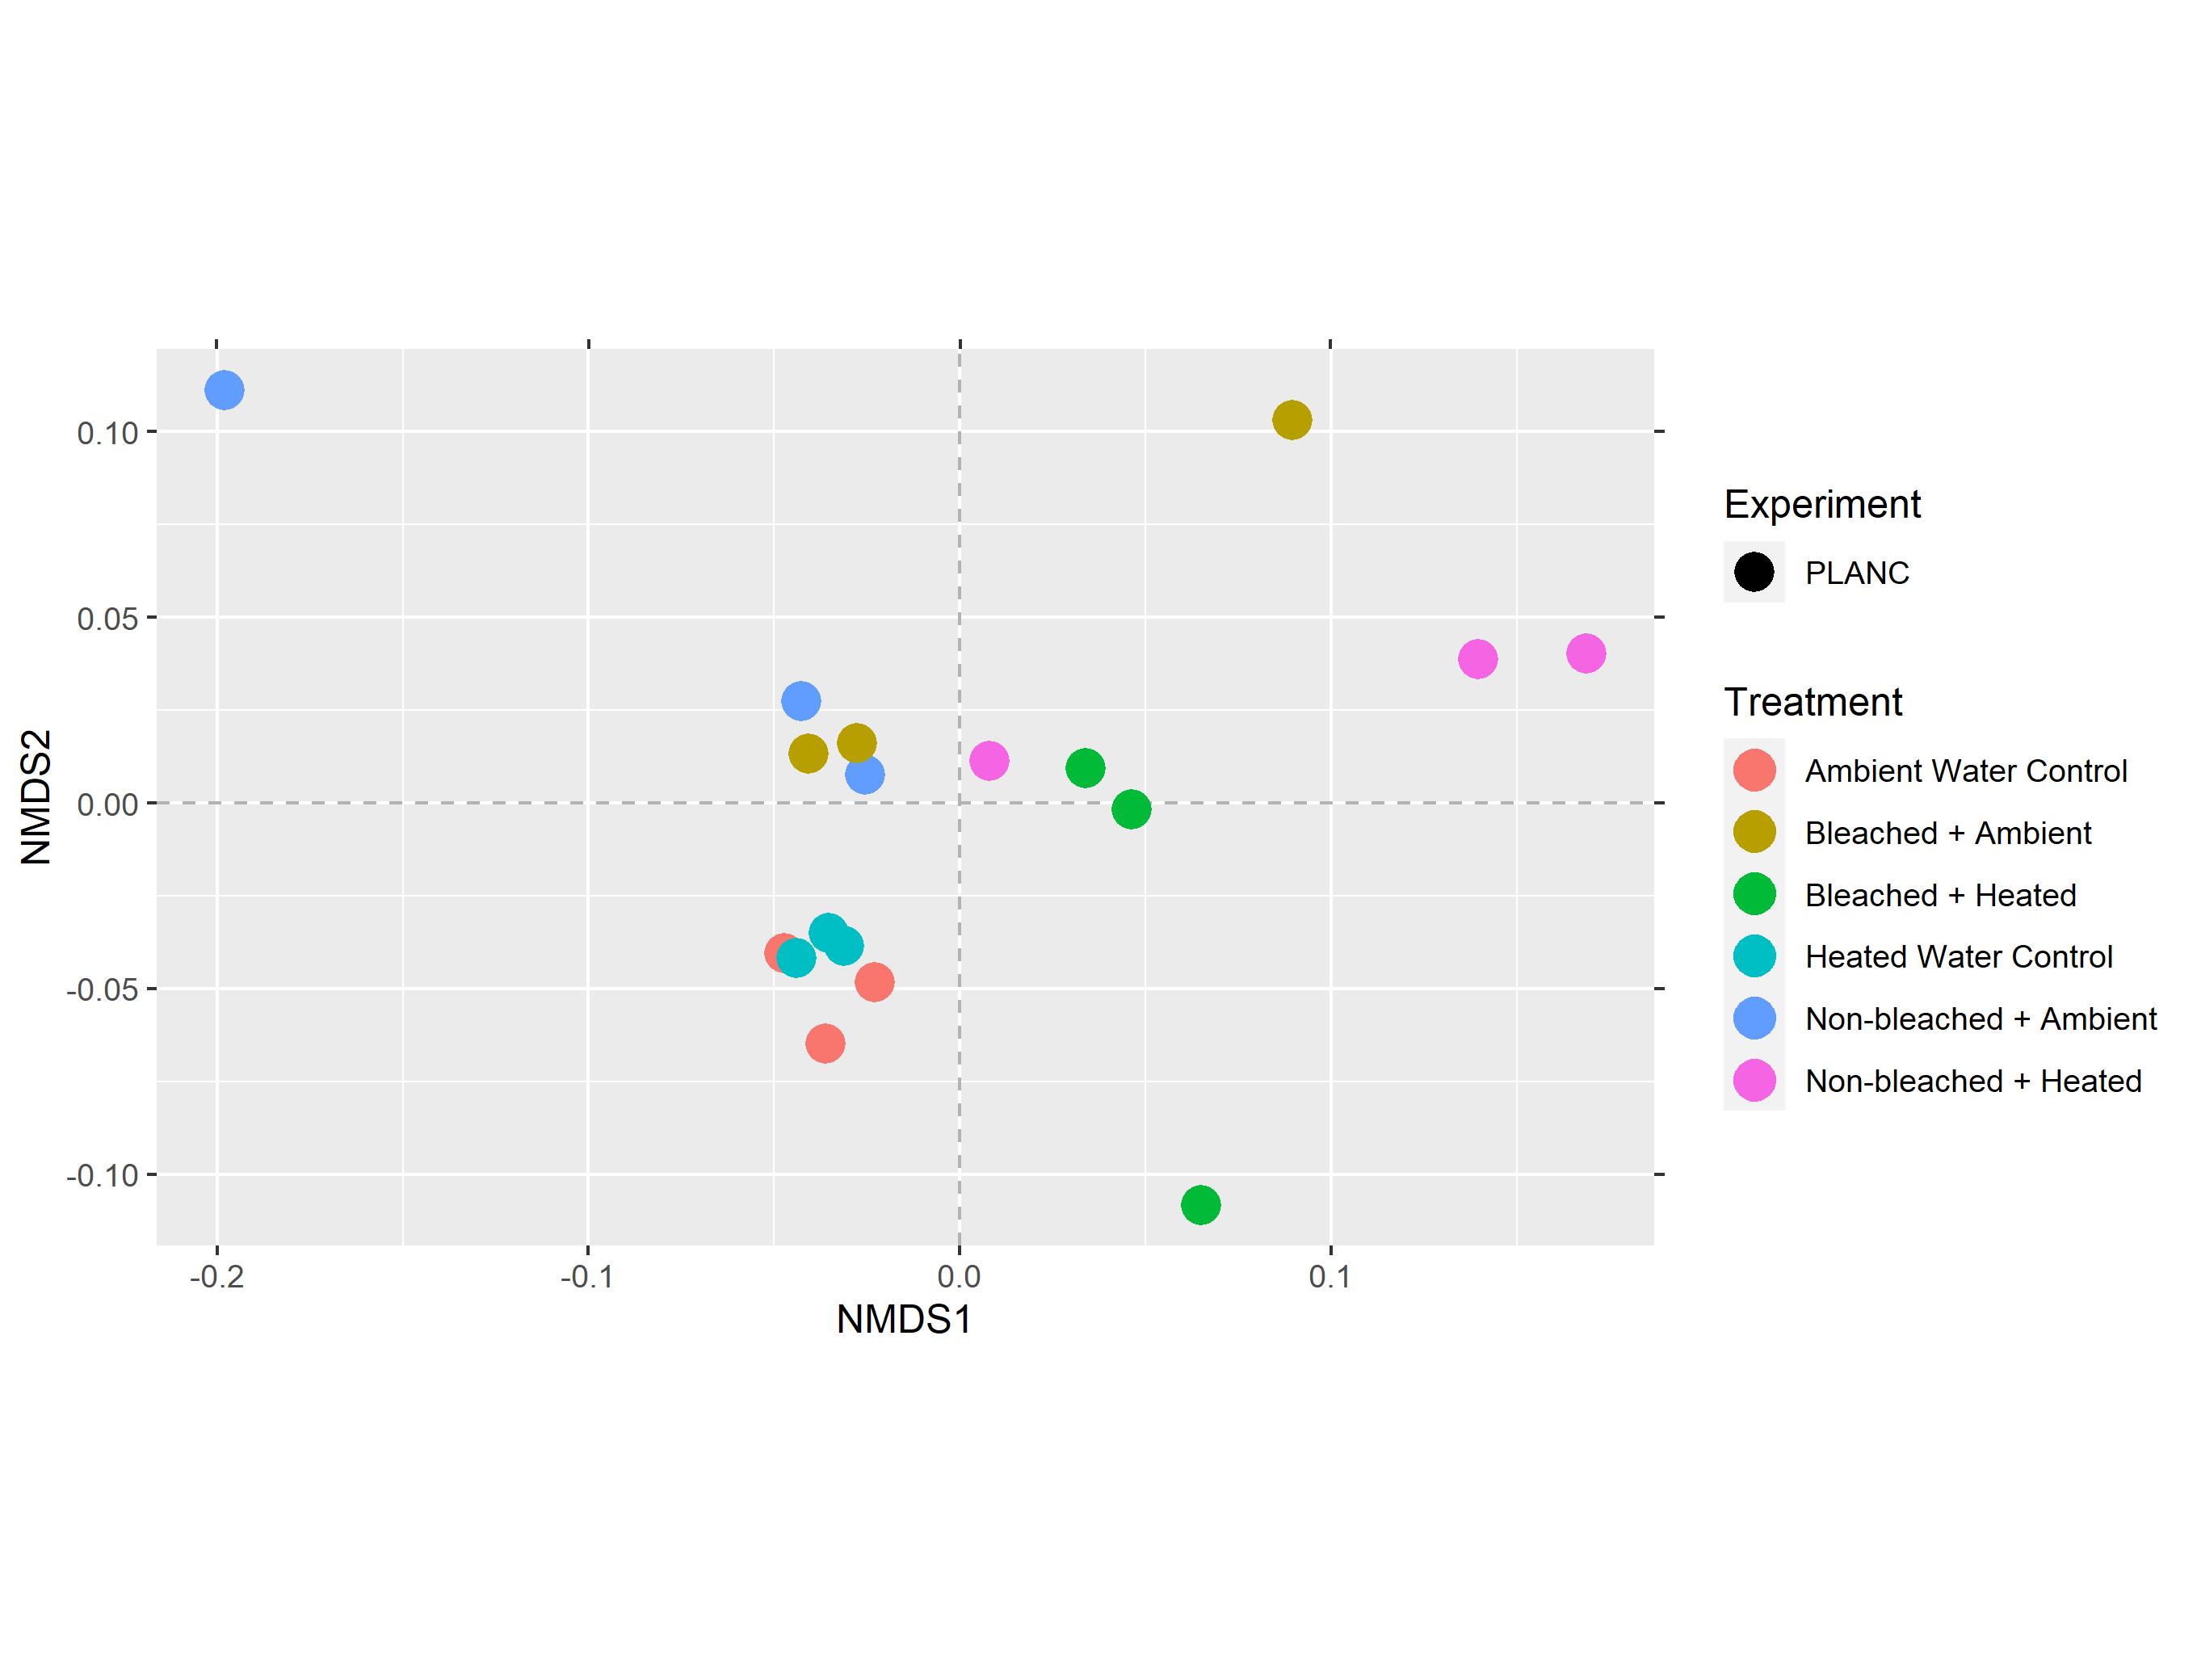 0.10
0.05
0.00
-0.05
-0.10
NMDS2
-0.2
-0.1
0.0
0.1
NMDS1
Experiment
PLANC
Treatment
Ambient Water Control
Bleached + Ambient
Bleached + Heated
Heated Water Control
Non-bleached + Ambient
Non-bleached + Heated